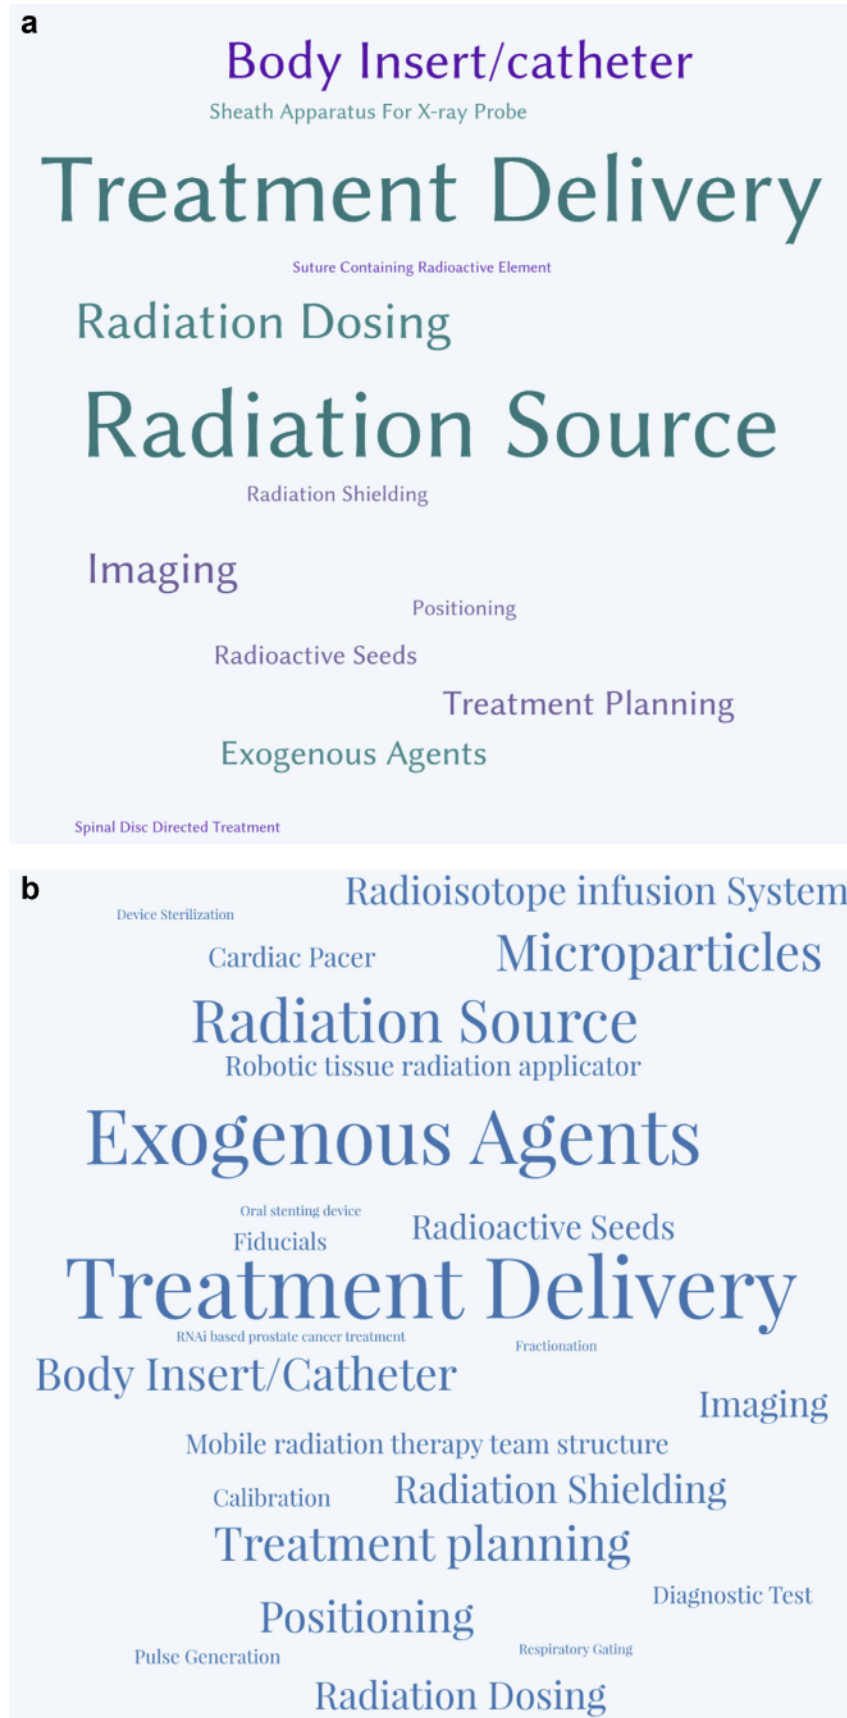 a
Body Insert/catheter
Sheath Apparatus For X-ray Probe
Treatment Delivery
Suture Containing Radioactive Element
Radiation Dosing
Radiation Source
Radiation Shielding
Imaging
Positioning
Radioactive Seeds
Treatment Planning
Exogenous Agents
Spinal Disc Directed Treatment
b
Radioisotope infusion System
Device Sterilization
Cardiac Pacer
Microparticles
Radiation Source
Robotic tissue radiation applicator
Exogenous Agents
Oral stenting device
Radioactive Seeds
Fiducials
Treatment Delivery
RNAi based prostate cancer treatment
Fractionation
Body Insert/Catheter
Imaging
Mobile radiation therapy team structure
Calibration
Radiation Shielding
Treatment planning
Diagnostic Test
Positioning
Respiratory Gating
Pulse Generation
Radiation Dosing